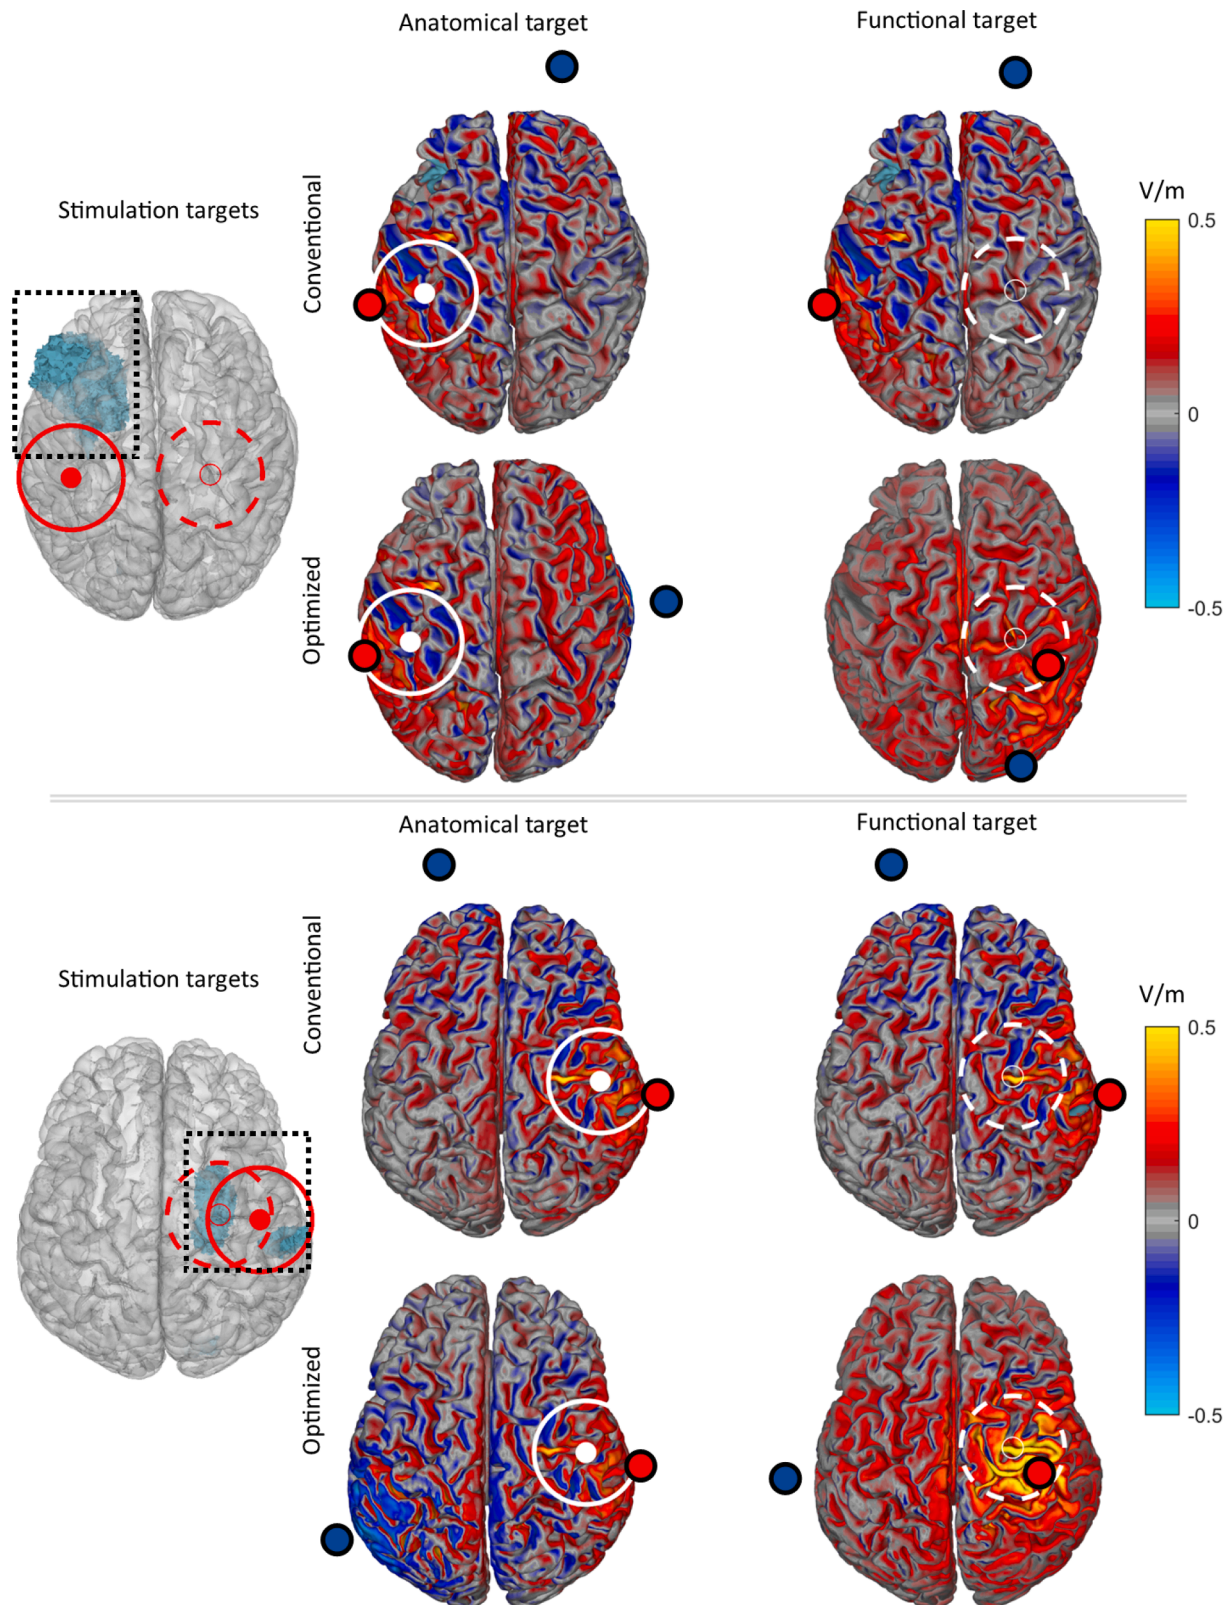 Anatomical target
Functional target
Conventional
V/m
0.5
Stimulation targets
0
Optimized
-0.5
Anatomical target
Functional target
Conventional
Stimulation targets
V/m
0.5
0
Optimized
-0.5